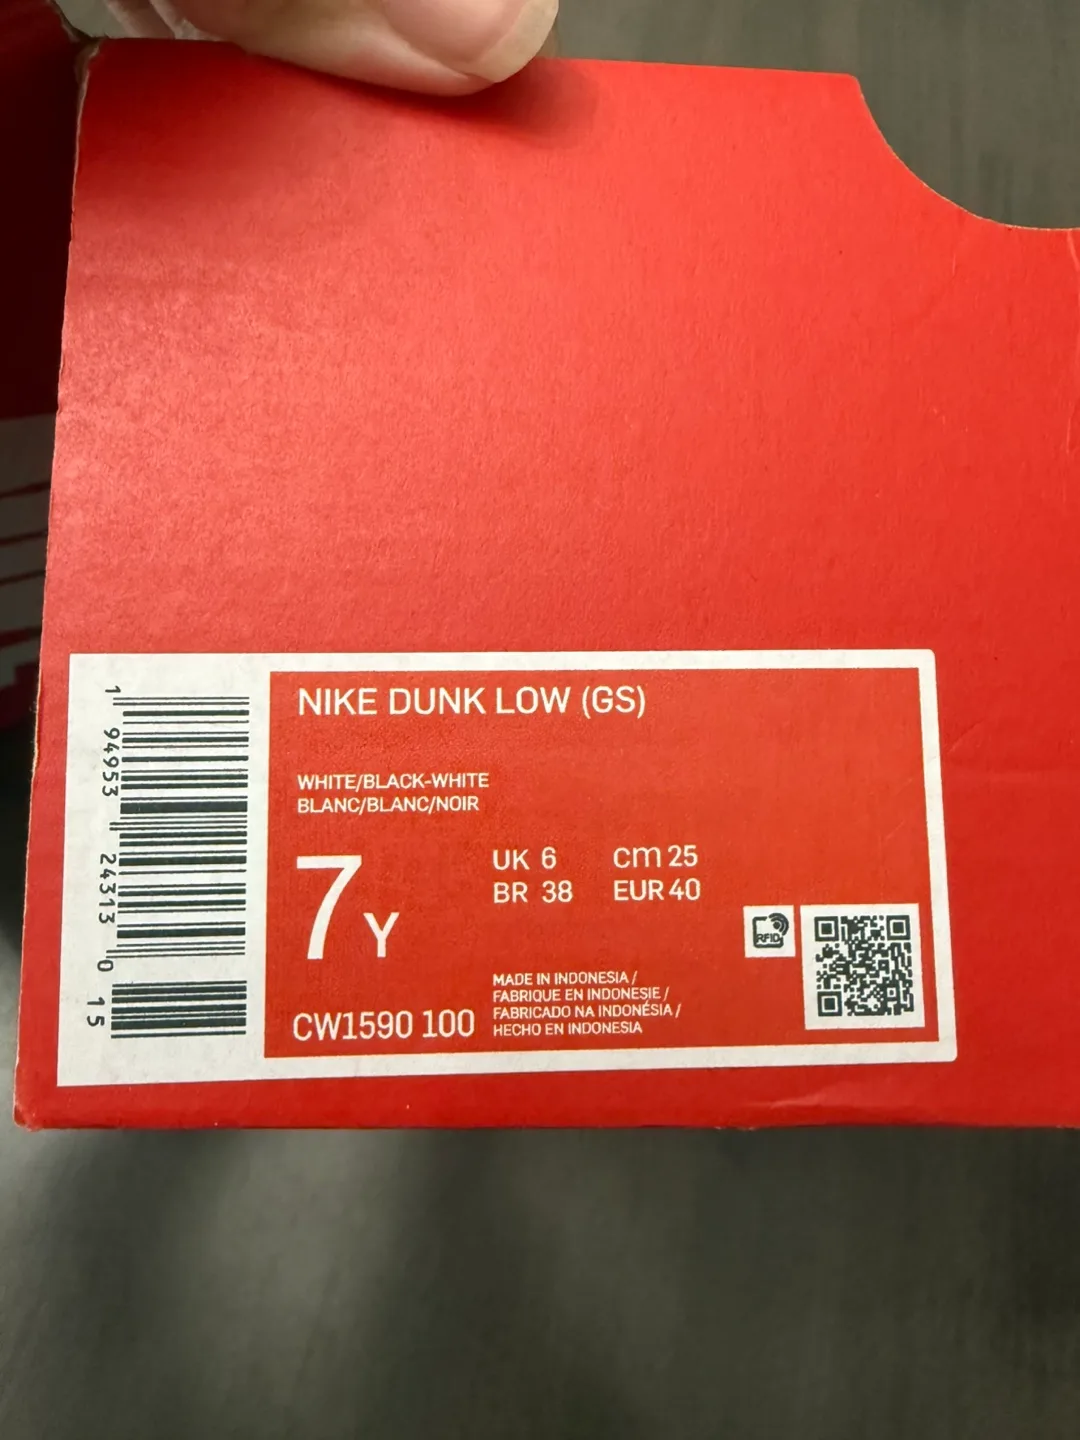 NIKE DUNK LOW (GS)
WHITE/BLACK-WHITE
BLANC/BLANC/NOIR
7Y
UK 6 cm 25
BR 38 EUR 40
RFID
CW1590 100
MADE IN INDONESIA /
FABRIQUE EN INDONESIE /
FABRICADO NA INDONÉSIA /
HECHO EN INDONESIA
1 94953 24313 0 15